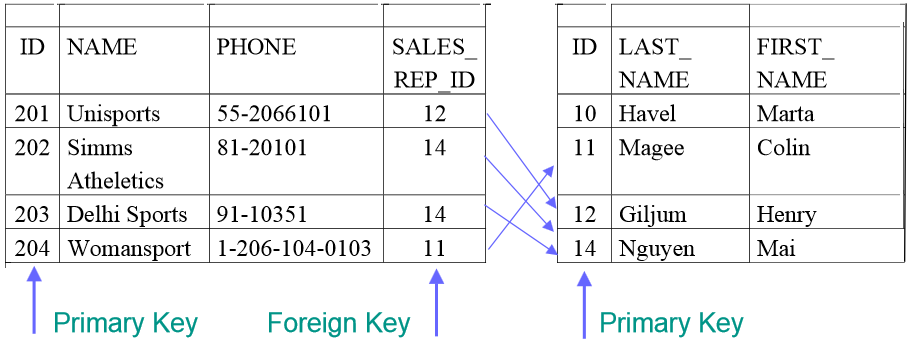 ID NAME PHONE SALES_ ID LAST_ FIRST_
REP_ID NAME NAME
201 Unisports 55-2066101 12 10 Havel Marta
202 Simms 81-20101 14 11 Magee Colin
Atheletics
203 Delhi Sports 91-10351 14 12 Giljum Henry
204 Womansport 1-206-104-0103 11 14 Nguyen Mai
Primary Key Foreign Key Primary Key